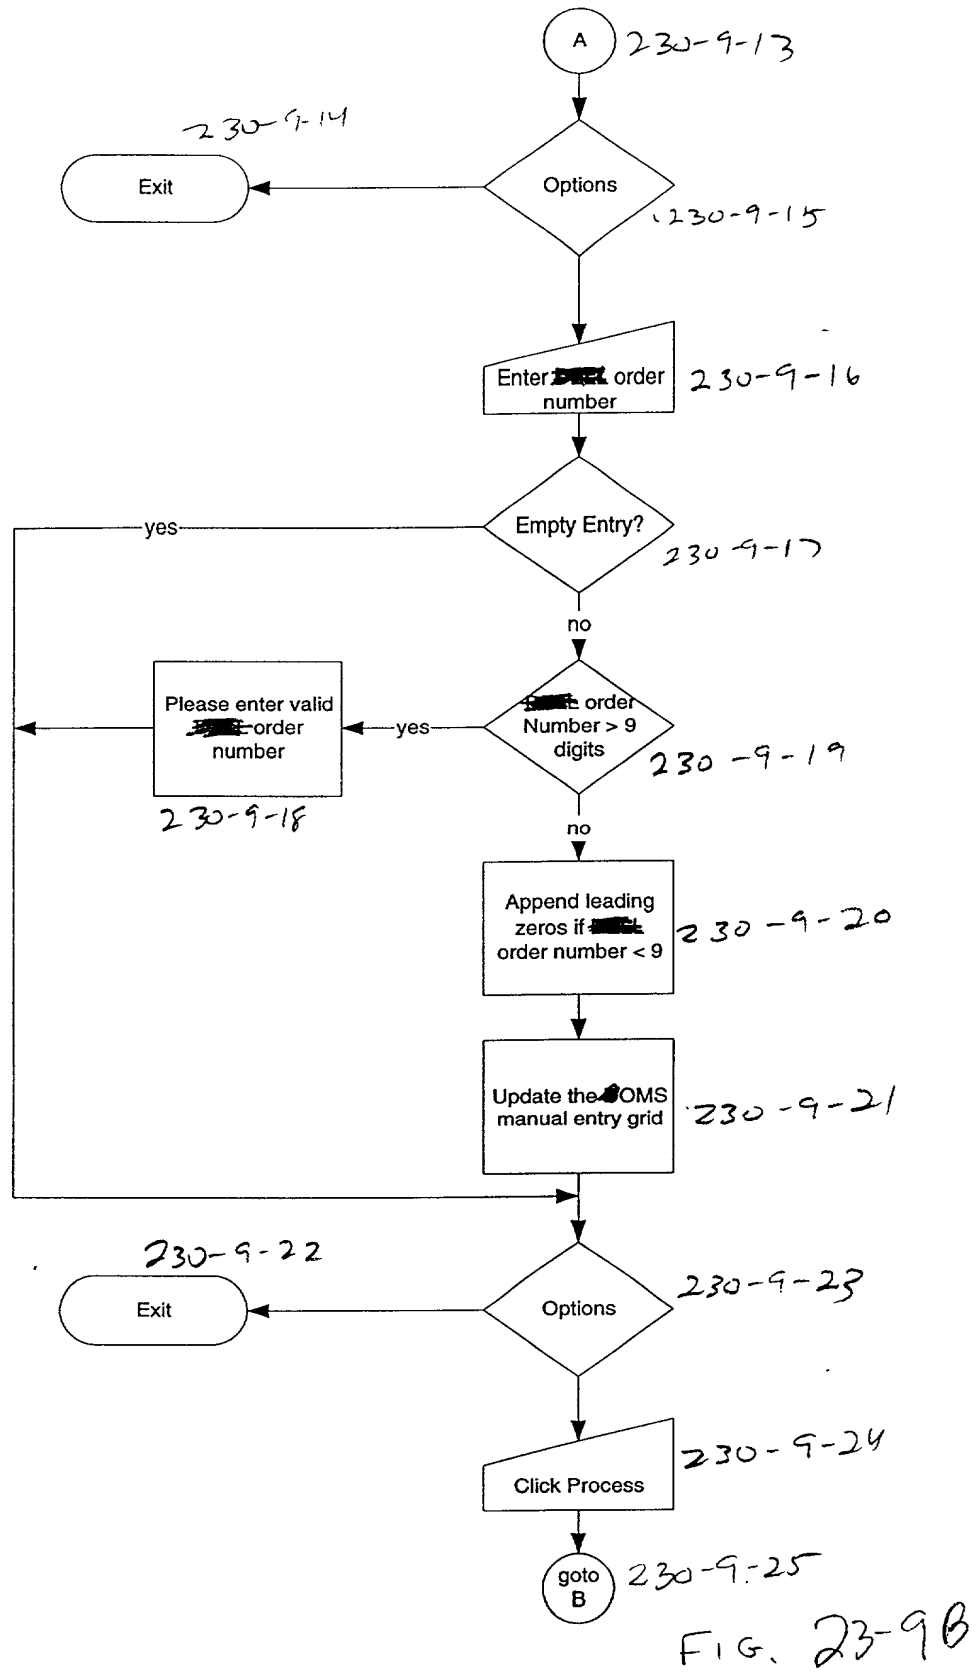 A
230-9-13
230-9-14
Exit
Options
230-9-15
Enter order
number
230-9-16
Empty Entry?
230-9-17
yes
no
Please enter valid
order
number
230-9-18
yes
order
Number > 9
digits
230-9-19
no
Append leading
zeros if
order number < 9
230-9-20
Update the OMS
manual entry grid
230-9-21
230-9-22
Exit
Options
230-9-23
Click Process
230-9-24
goto
B
230-9-25
FIG. 23-9B